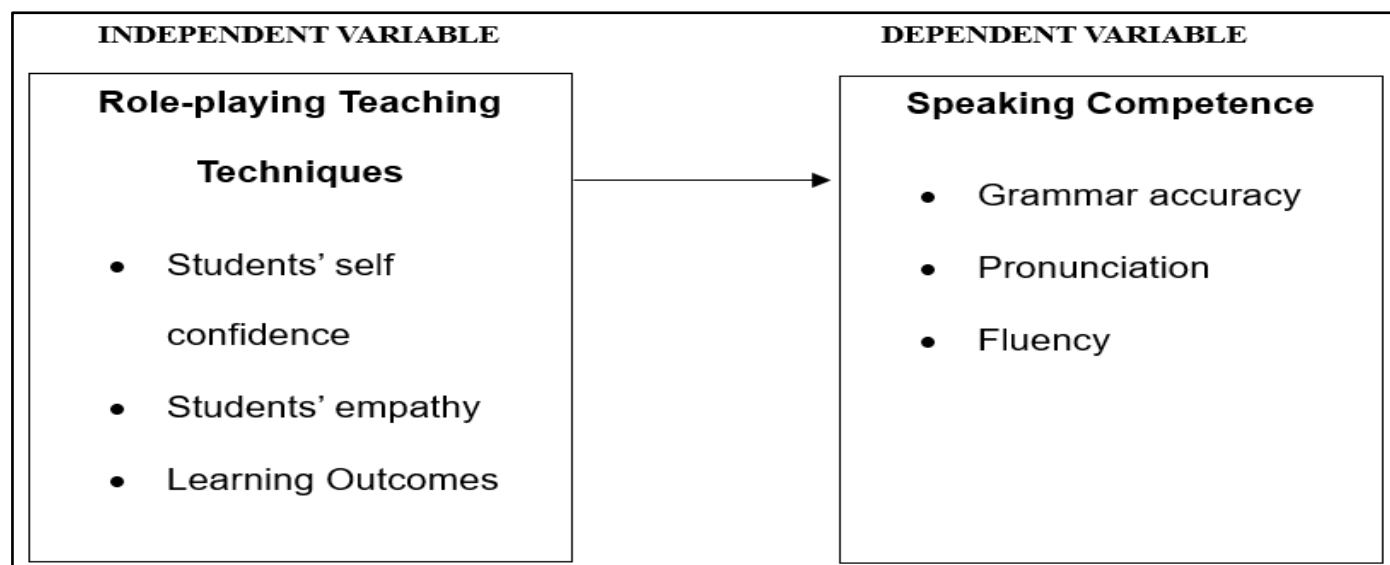 INDEPENDENT VARIABLE
Role-playing Teaching
Techniques
• Students’ self
confidence
• Students’ empathy
• Learning Outcomes
DEPENDENT VARIABLE
Speaking Competence
• Grammar accuracy
• Pronunciation
• Fluency